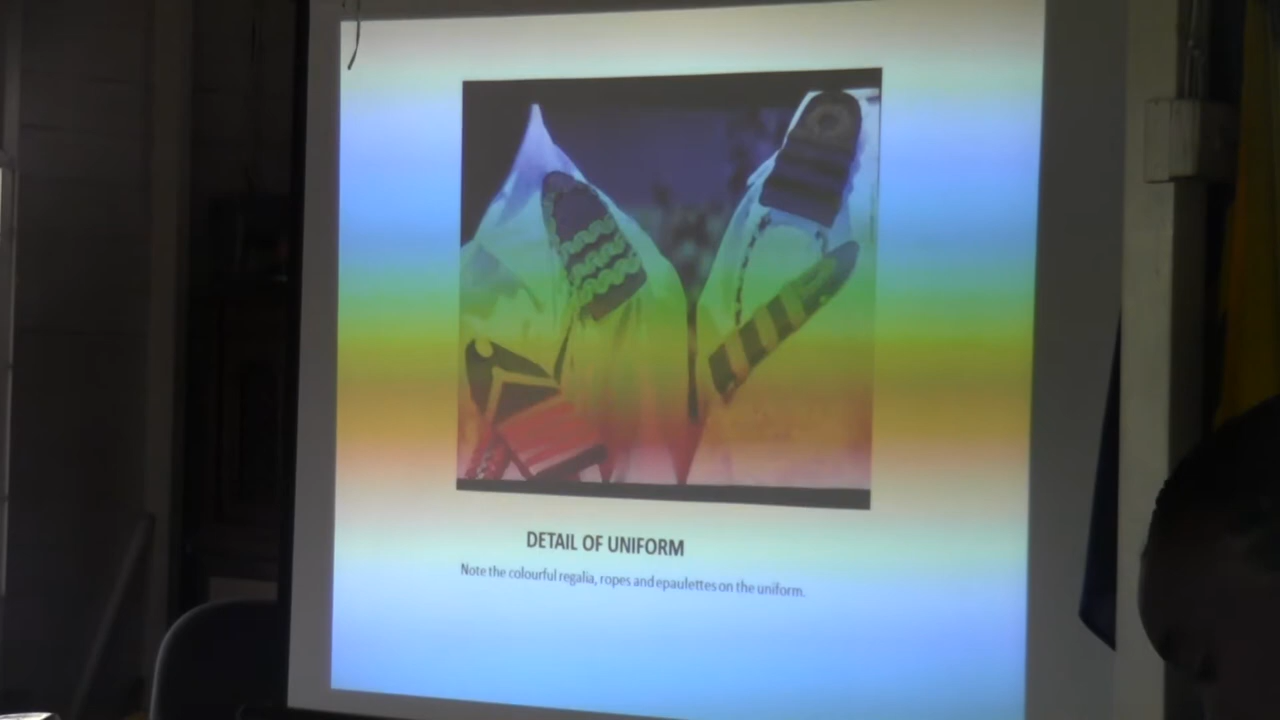 DETAIL OF UNIFORM
Note the colourful regalia, ropes and epaulettes on the uniform.